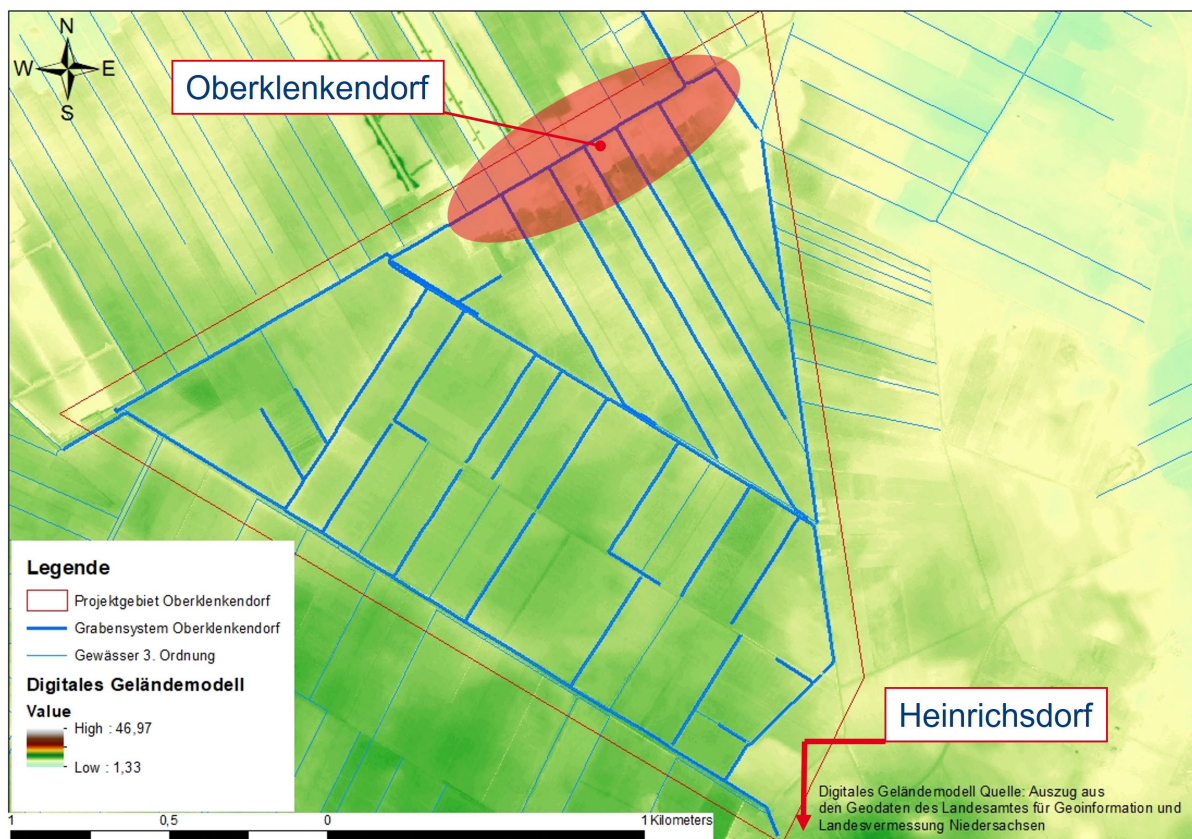 N
W E
S
Oberklenkendorf
Legende
Projektgebiet Oberklenkendorf
Grabensystem Oberklenkendorf
Gewässer 3. Ordnung
Digitales Geländemodell
Value
High : 46,97
Low : 1,33
Heinrichsdorf
Digitales Geländemodell Quelle: Auszug aus
den Geodaten des Landesamtes für Geoinformation und
Landesvermessung Niedersachsen
1 0,5 0 1 Kilometers